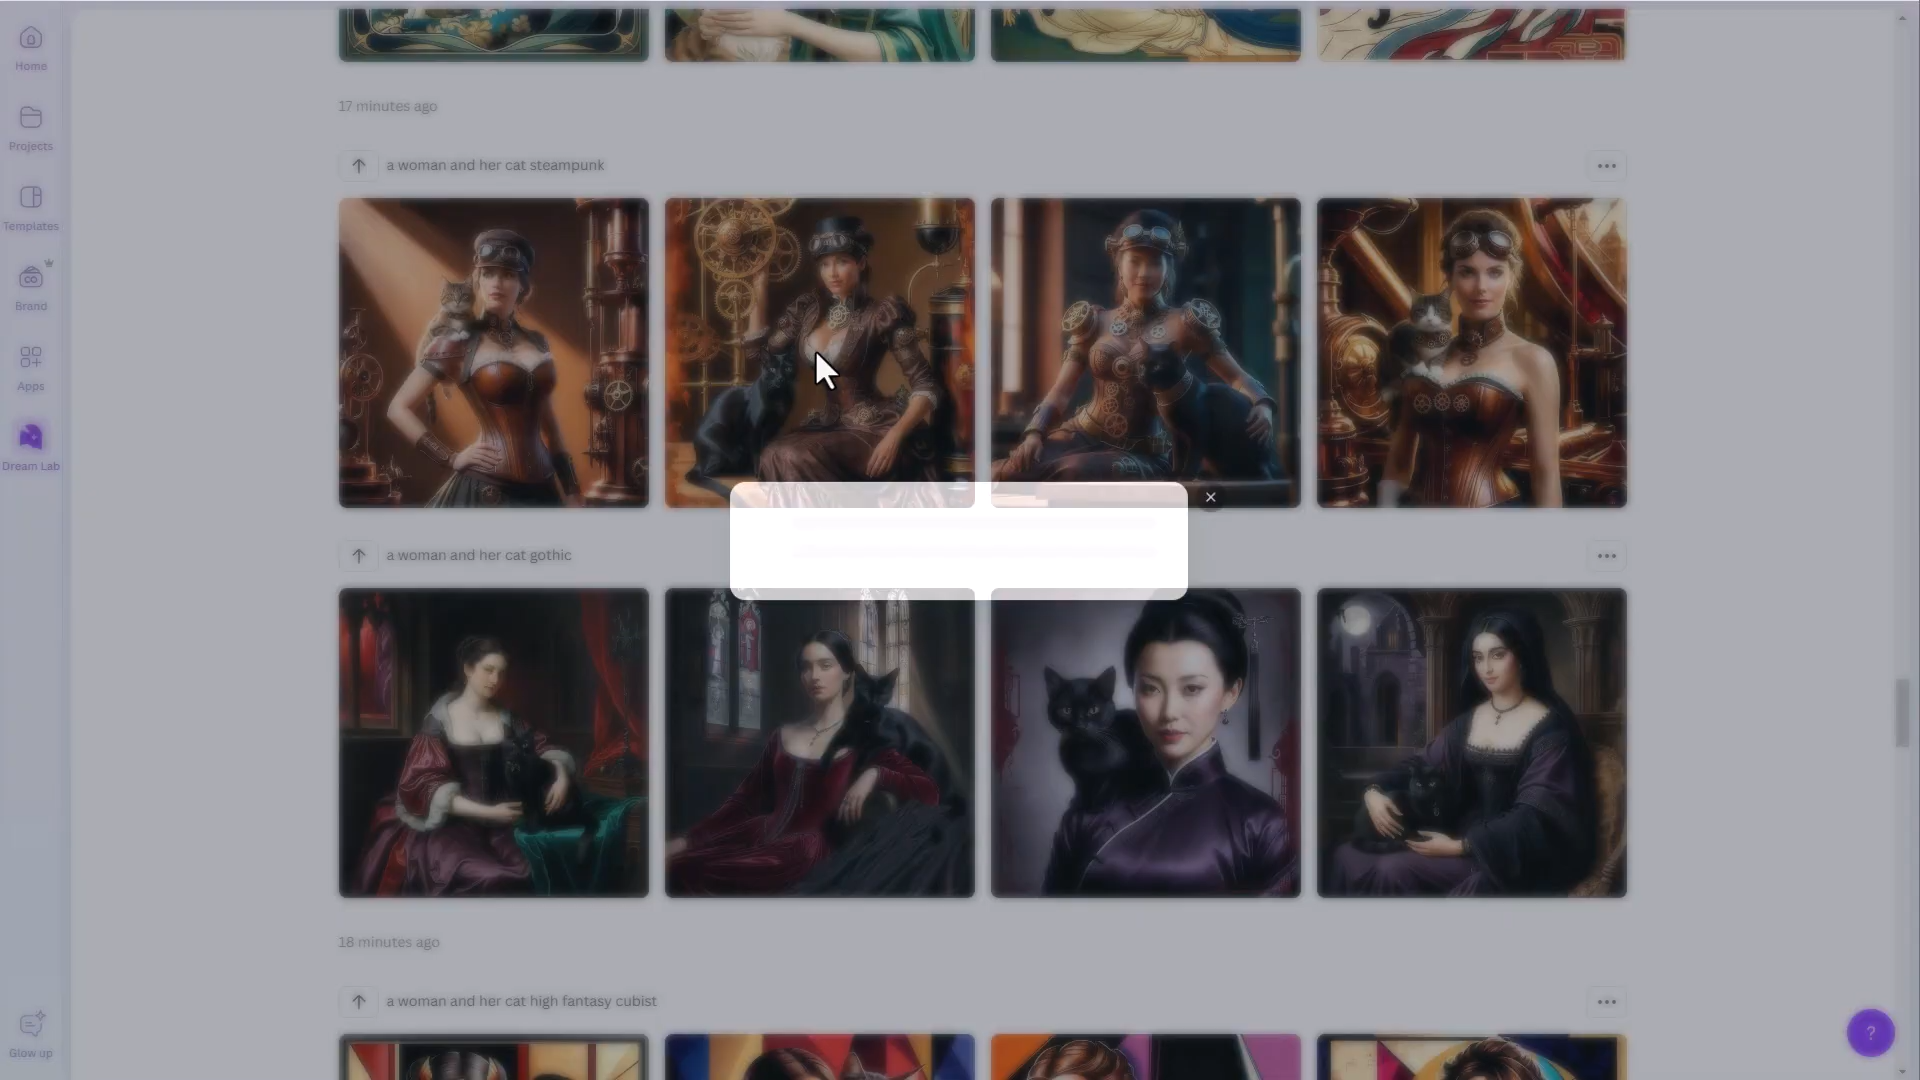 Home
Projects
Templates
Brand
Apps
Dream Lab
Glow up
17 minutes ago
a woman and her cat steampunk
a woman and her cat gothic
18 minutes ago
a woman and her cat high fantasy cubist
?